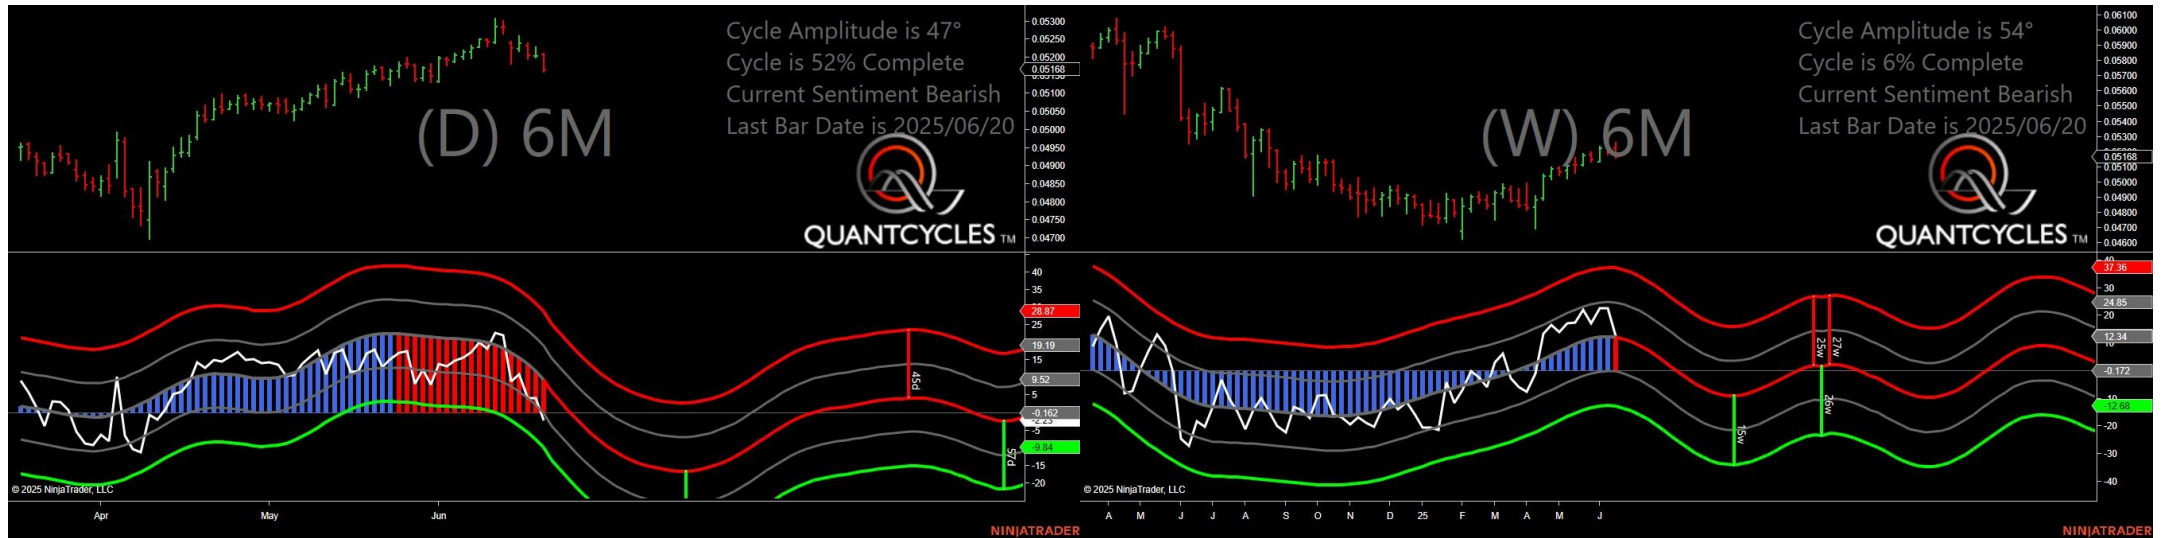 Cycle Amplitude is 47°
Cycle is 52% Complete
Current Sentiment Bearish
Last Bar Date is 2025/06/20
(D) 6M
QUANTCYCLES TM
0.05300
0.05250
0.05200
0.05168
0.05100
0.05050
0.05000
0.04950
0.04900
0.04850
0.04800
0.04750
0.04700
40
35
28.87
25
19.19
15
9.52
5
-0.162
-2.23
-5
-9.84
-15
-20
45d
57d
© 2025 NinjaTrader, LLC
Apr
May
Jun
NINJATRADER
Cycle Amplitude is 54°
Cycle is 6% Complete
Current Sentiment Bearish
Last Bar Date is 2025/06/20
(W) 6M
QUANTCYCLES TM
0.06100
0.06000
0.05900
0.05800
0.05700
0.05600
0.05500
0.05400
0.05300
0.05168
0.05100
0.05000
0.04900
0.04800
0.04700
0.04600
40
37.36
30
24.85
20
12.34
10
-0.172
-10
-12.68
-20
-30
-40
25w
27w
26w
15w
© 2025 NinjaTrader, LLC
A
M
J
J
A
S
O
N
D
25
F
M
A
M
J
NINJATRADER